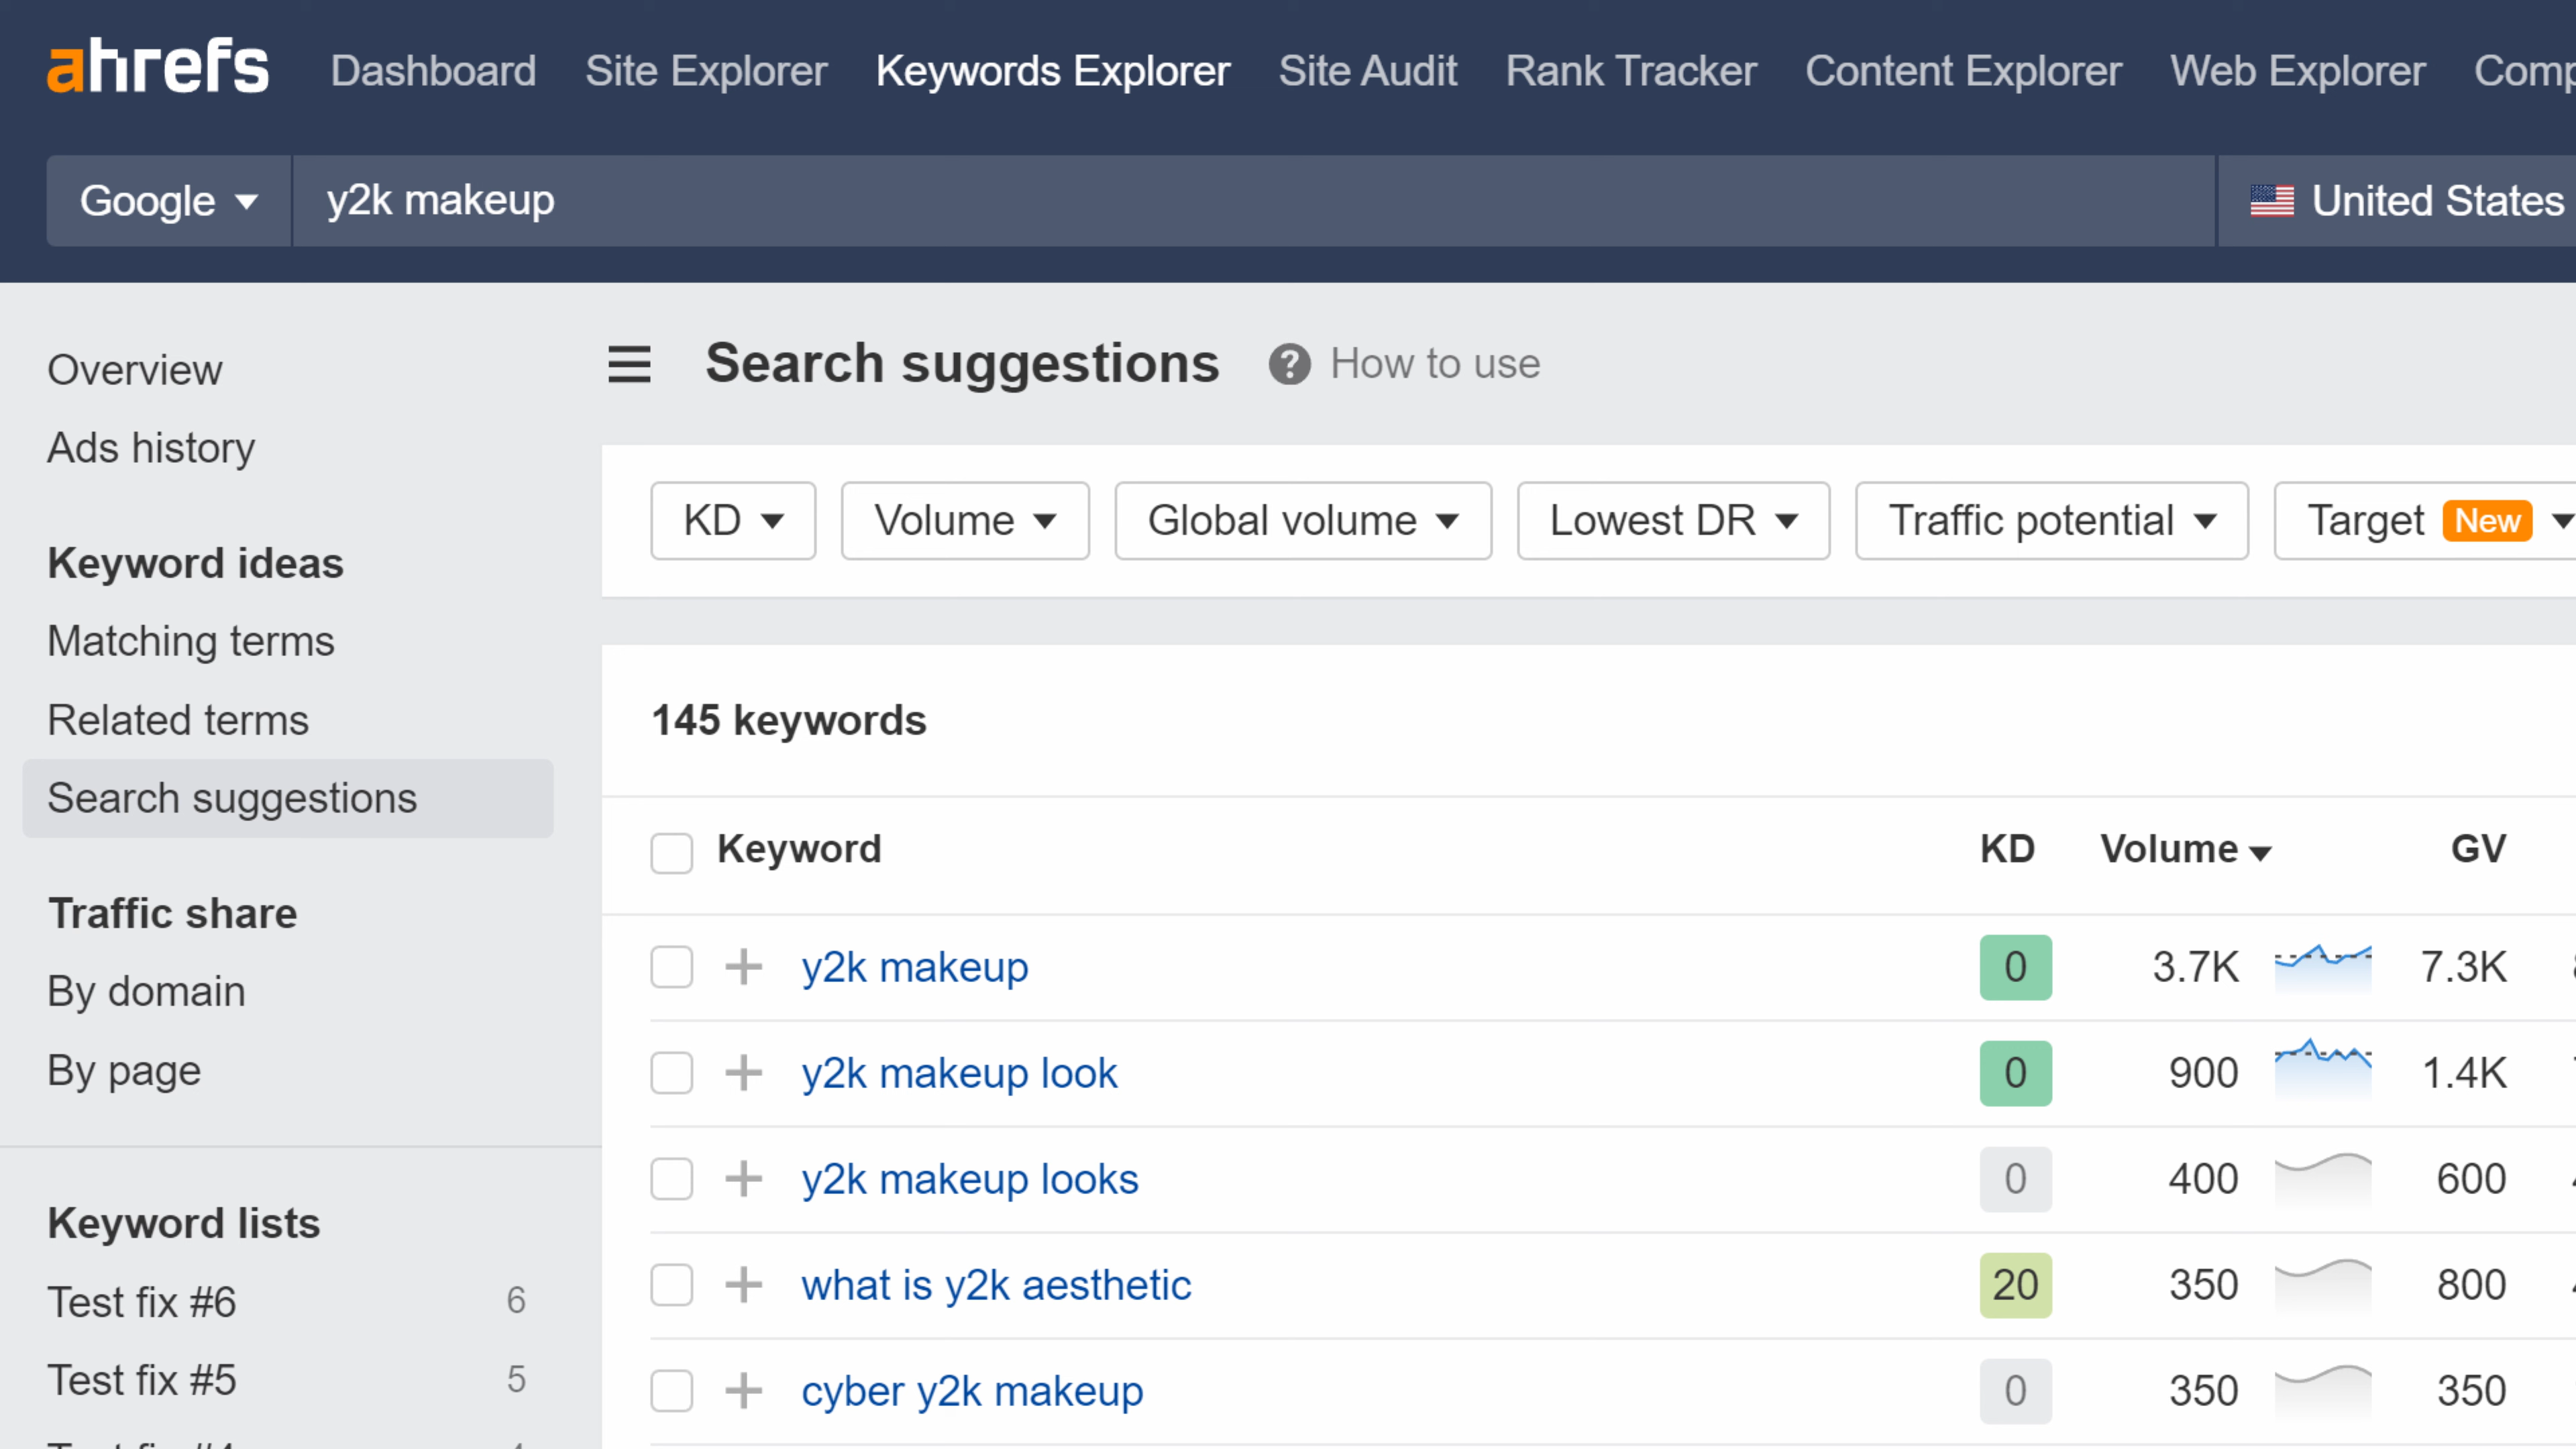 ahrefs Dashboard Site Explorer Keywords Explorer Site Audit Rank Tracker Content Explorer Web Explorer Comp
Google y2k makeup United States
Overview
Ads history
Keyword ideas
Matching terms
Related terms
Search suggestions
Traffic share
By domain
By page
Keyword lists
Test fix #6 6
Test fix #5 5
Search suggestions ? How to use
KD Volume Global volume Lowest DR Traffic potential Target New
145 keywords
Keyword KD Volume GV
y2k makeup 0 3.7K 7.3K
y2k makeup look 0 900 1.4K
y2k makeup looks 0 400 600
what is y2k aesthetic 20 350 800
cyber y2k makeup 0 350 350